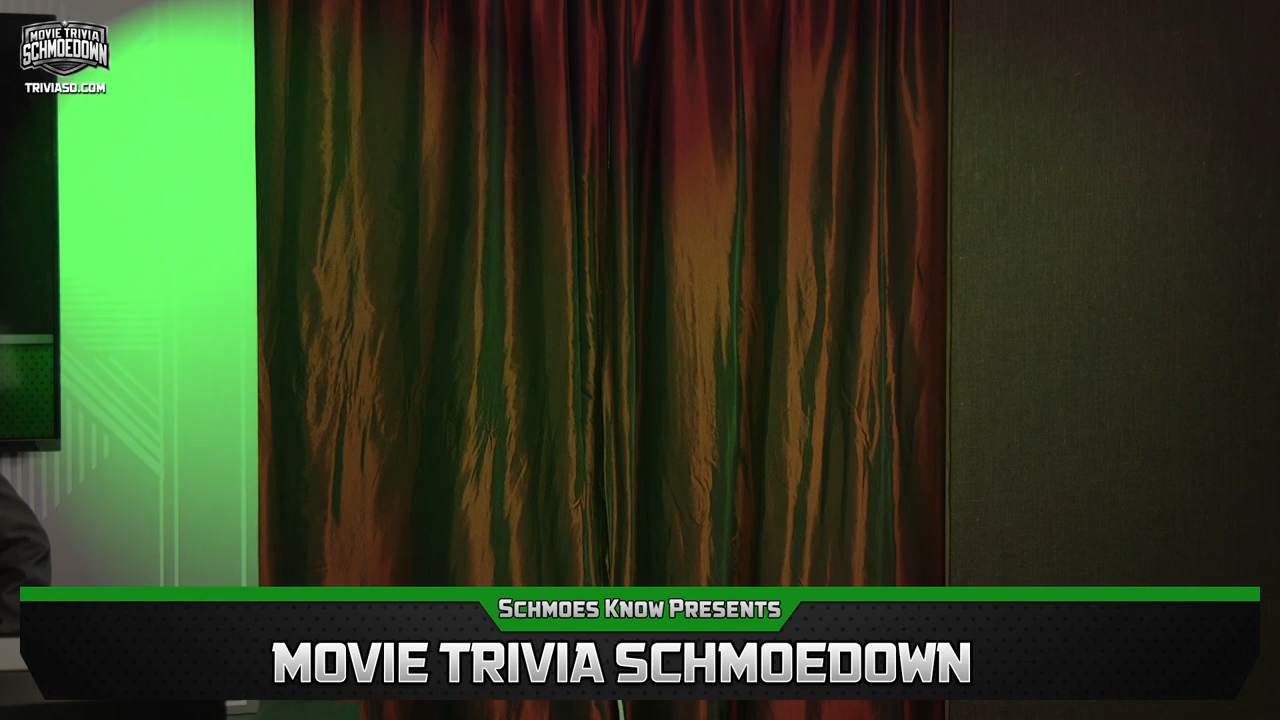 MOVIE TRIVIA
SCHMOEDOWN
TRIVIASD.COM
SCHMOES KNOW PRESENTS
MOVIE TRIVIA SCHMOEDOWN